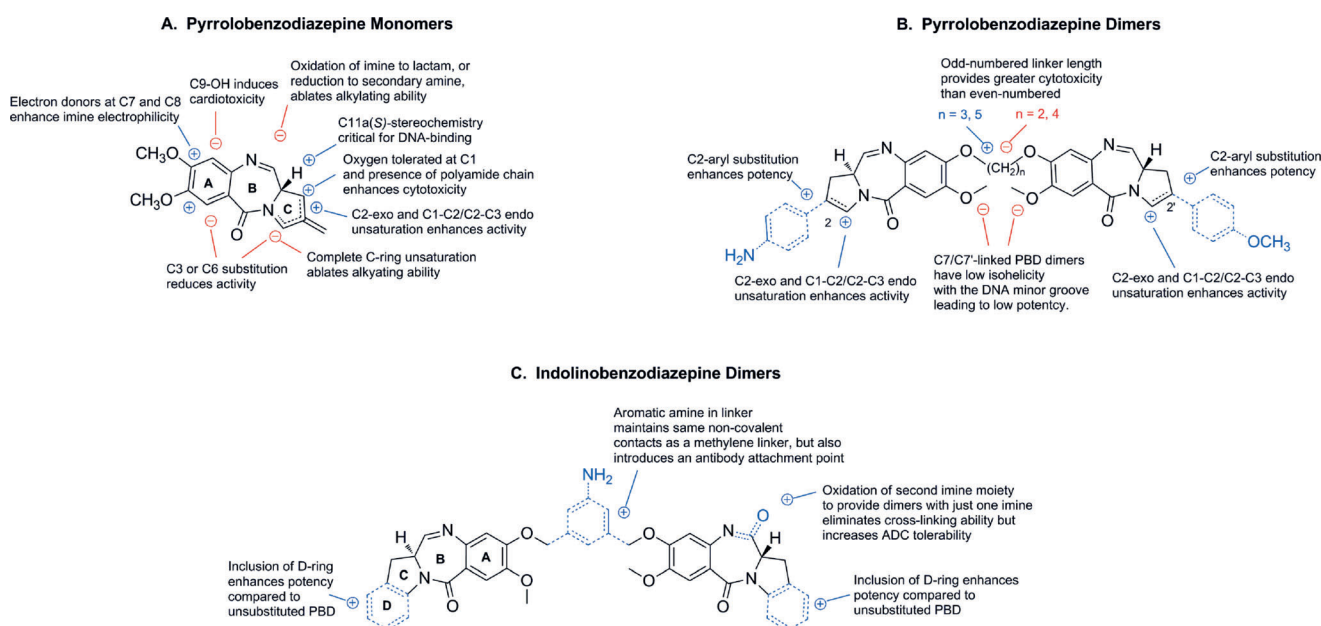 A. Pyrrolobenzodiazepine Monomers
C9-OH induces
cardiotoxicity
Oxidation of imine to lactam, or
reduction to secondary amine,
ablates alkylating ability
Electron donors at C7 and C8
enhance imine electrophilicity
C11a(S)-stereochemistry
critical for DNA-binding
Oxygen tolerated at C1
and presence of polyamide chain
enhances cytotoxicity
C2-exo and C1-C2/C2-C3 endo
unsaturation enhances activity
Complete C-ring unsaturation
ablates alkyating ability
C3 or C6 substitution
reduces activity
CH3O
CH3O
A
B
C
N
H
N
O
B. Pyrrolobenzodiazepine Dimers
Odd-numbered linker length
provides greater cytotoxicity
than even-numbered
n = 3, 5
n = 2, 4
C2-aryl substitution
enhances potency
C2-aryl substitution
enhances potency
H
N
O
(CH2)n
O
N
H
N
O
O
O
O
N
O
2
2'
H2N
OCH3
C2-exo and C1-C2/C2-C3 endo
unsaturation enhances activity
C7/C7'-linked PBD dimers
have low isohelicity
with the DNA minor groove
leading to low potentcy.
C2-exo and C1-C2/C2-C3 endo
unsaturation enhances activity
C. Indolinobenzodiazepine Dimers
Aromatic amine in linker
maintains same non-covalent
contacts as a methylene linker, but also
introduces an antibody attachment point
NH2
Oxidation of second imine moiety
to provide dimers with just one imine
eliminates cross-linking ability but
increases ADC tolerability
H
N
O
O
N
O
H
A
B
C
D
N
O
O
O
O
N
Inclusion of D-ring
enhances potency
compared to
unsubstituted PBD
Inclusion of D-ring enhances
potency compared to
unsubstituted PBD